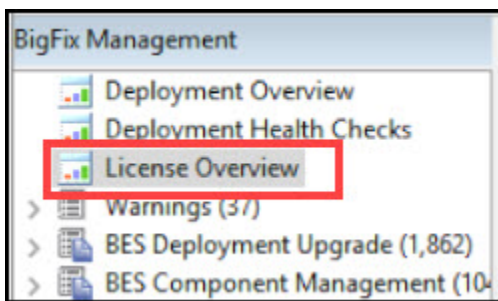 BigFix Management
Deployment Overview
Deployment Health Checks
License Overview
Warnings (37)
BES Deployment Upgrade (1,862)
BES Component Management (104